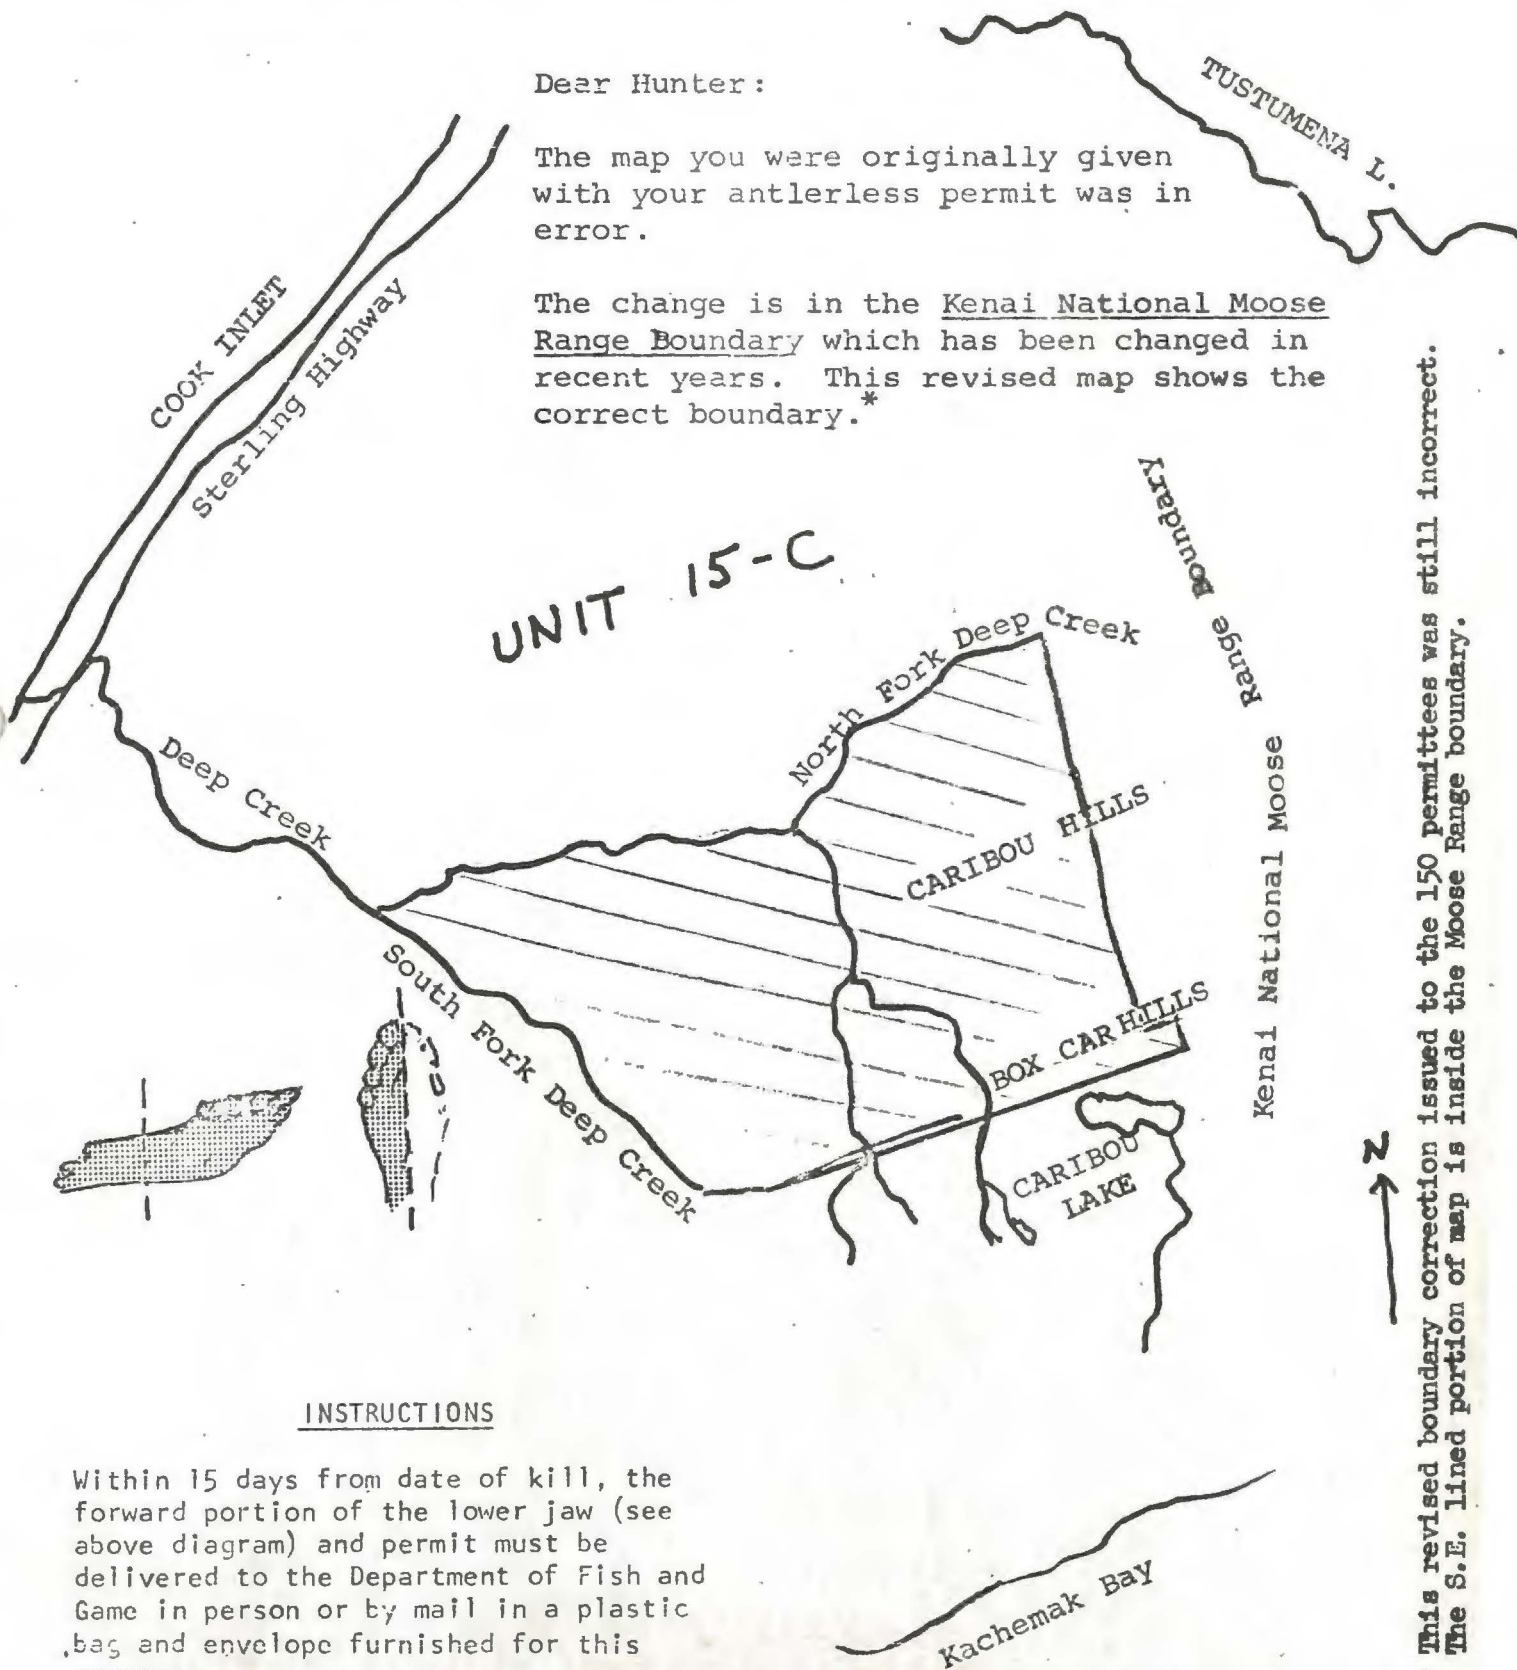 Dear Hunter:
The map you were originally given
with your antlerless permit was in
error.
The change is in the Kenai National Moose
Range Boundary which has been changed in
recent years. This revised map shows the
correct boundary.*
TUSTUMENA L.
COOK INLET
Sterling Highway
UNIT 15-C
Range Boundary
Kenai National Moose
North Fork Deep Creek
Deep Creek
CARIBOU HILLS
South Fork Deep Creek
BOX CAR HILLS
CARIBOU
LAKE
N
INSTRUCTIONS
Within 15 days from date of kill, the
forward portion of the lower jaw (see
above diagram) and permit must be
delivered to the Department of Fish and
Game in person or by mail in a plastic
bag and envelope furnished for this
Kachemak Bay
This revised boundary correction issued to the 150 permittees was still incorrect.
The S.E. lined portion of map is inside the Moose Range boundary.